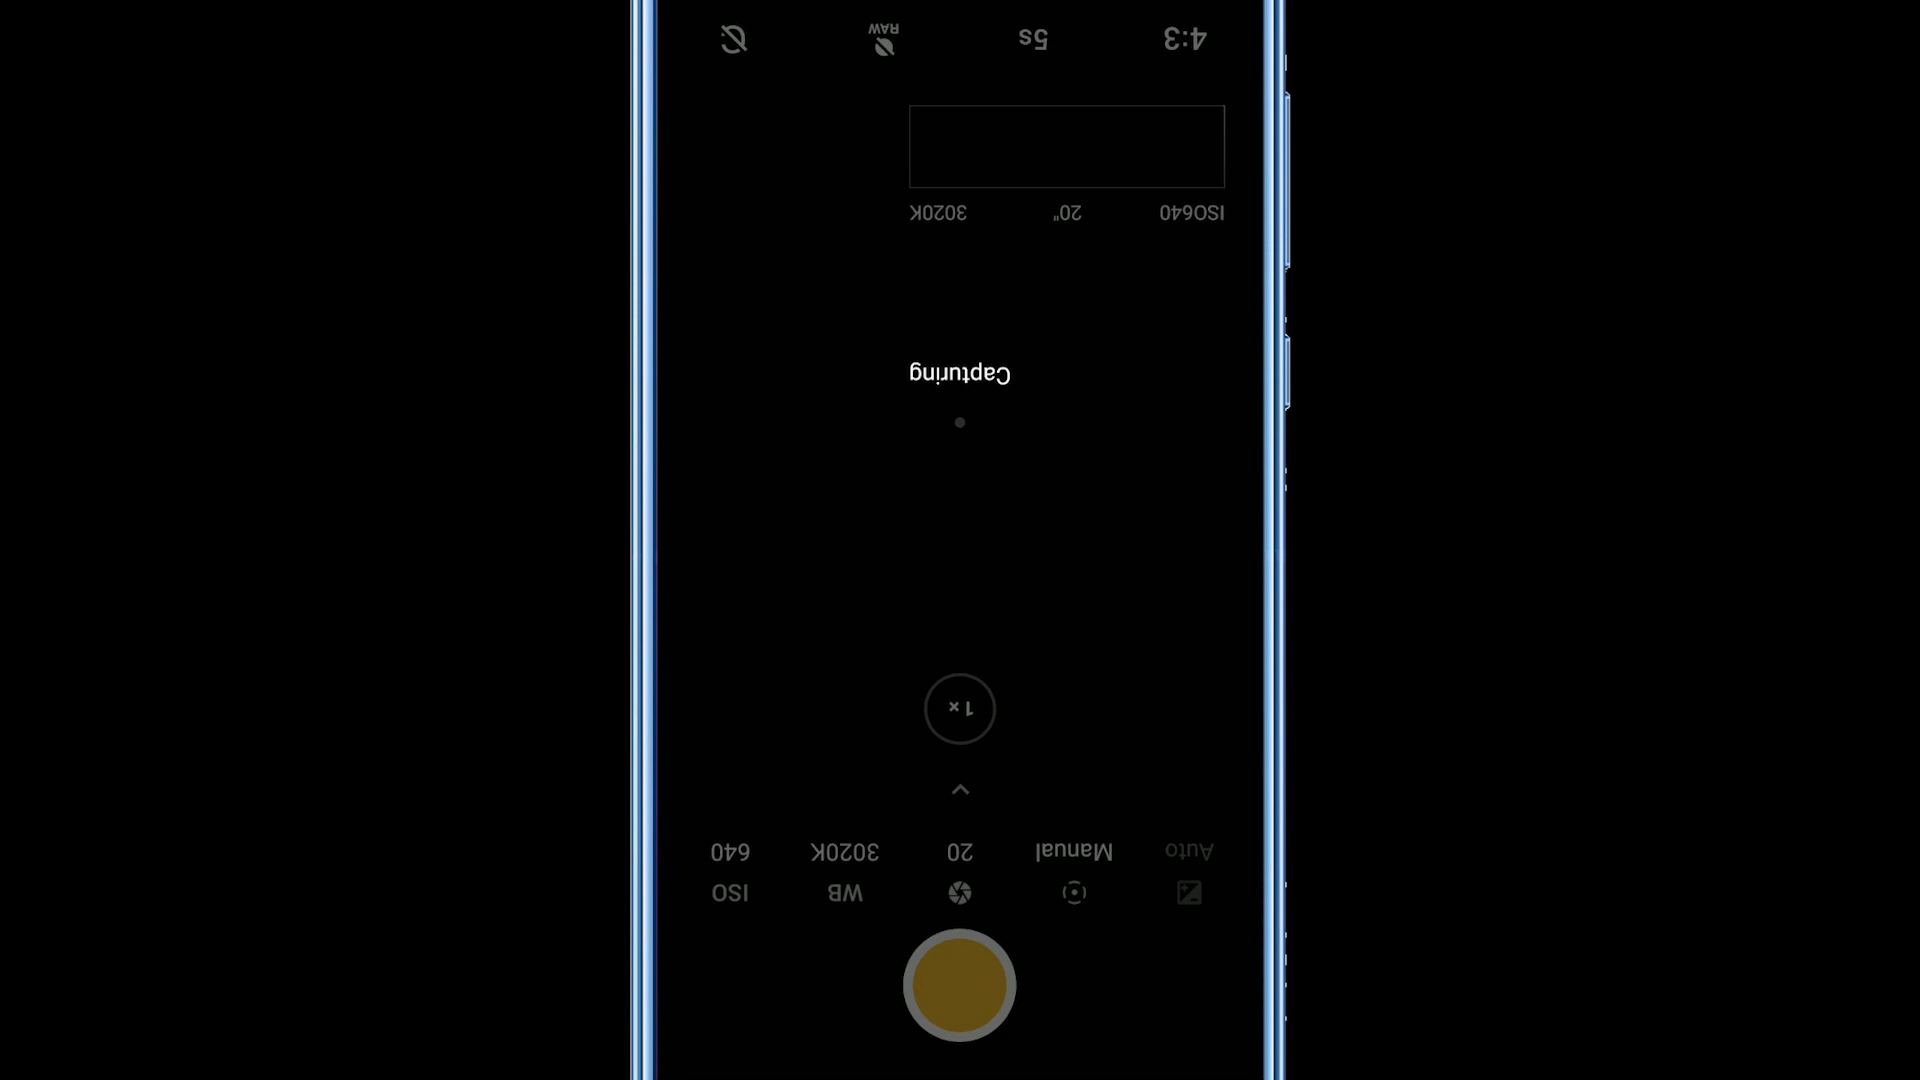 WB ISO
Auto Manual 20 3020K 640
1×
Capturing
ISO640 20" 3020K
4:3 5s RAW